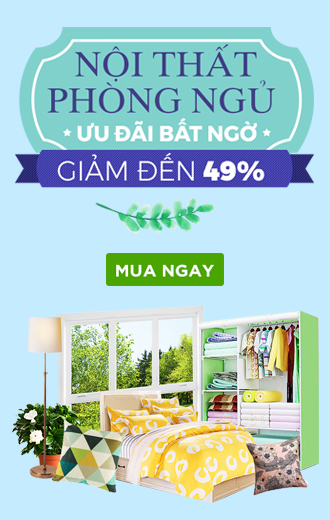 NỘI THẤT
PHÒNG NGỦ
* ƯU ĐÃI BẤT NGỜ *
GIẢM ĐẾN 49%
MUA NGAY